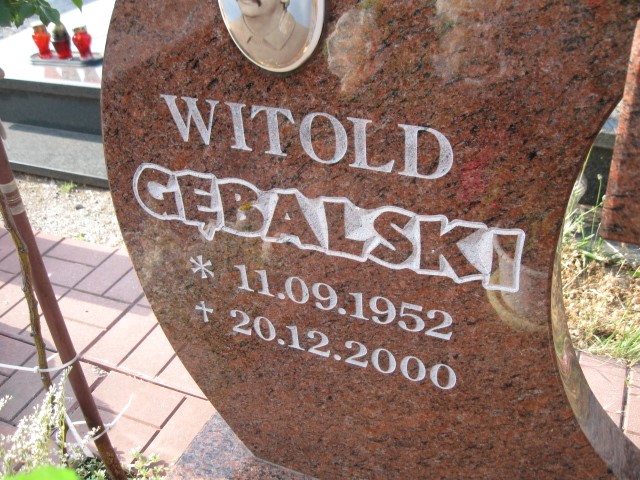 WITOLD
GĘBALSKI
* 11.09.1952
+ 20.12.2000